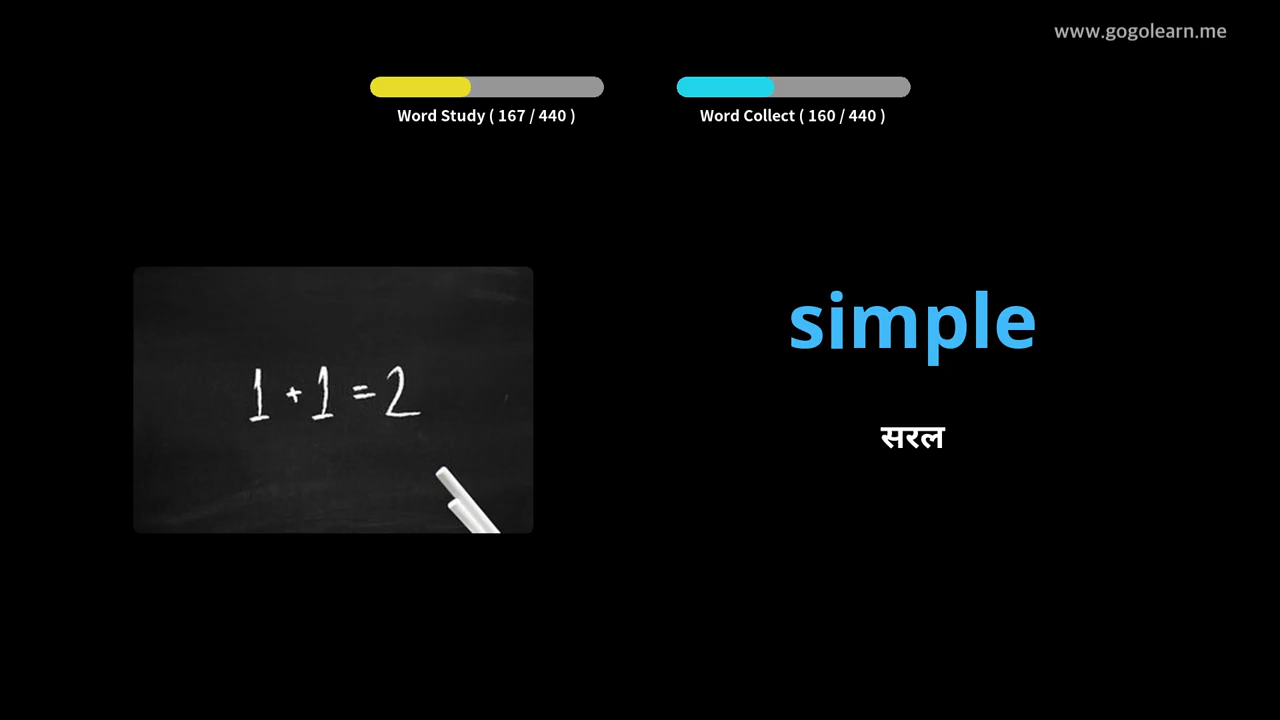 www.gogolearn.me
Word Study ( 167 / 440 )
Word Collect ( 160 / 440 )
1 + 1 = 2
simple
सरल